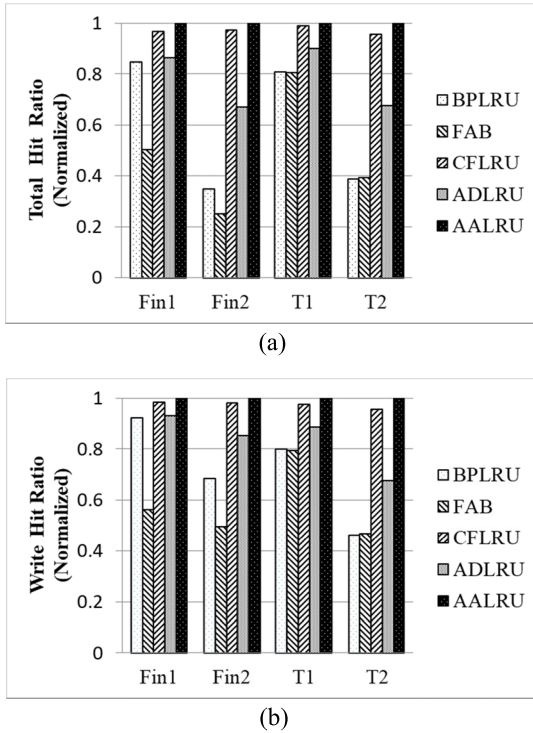 Total Hit Ratio
(Normalized)
1
0.8
0.6
0.4
0.2
0
Fin1 Fin2 T1 T2
BPLRU
FAB
CFLRU
ADLRU
AALRU
(a)
Write Hit Ratio
(Normalized)
1
0.8
0.6
0.4
0.2
0
Fin1 Fin2 T1 T2
BPLRU
FAB
CFLRU
ADLRU
AALRU
(b)